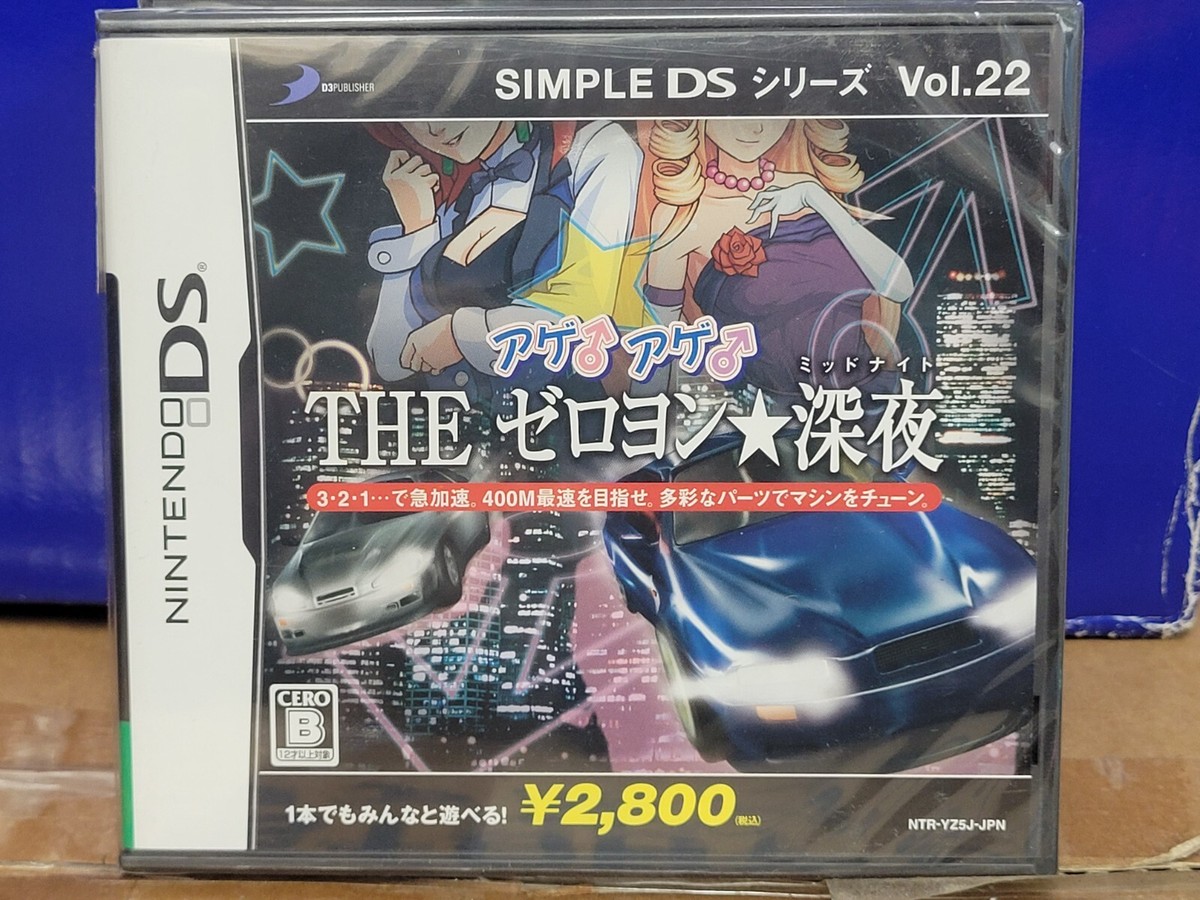 D3PUBLISHER
SIMPLE DS シリーズ Vol.22
NINTENDO DS®
アゲ♂アゲ♂
ミッドナイト
THE ゼロヨン★深夜
3・2・1…で急加速。400M最速を目指せ。多彩なパーツでマシンをチューン。
CERO
B
12才以上対象
1本でもみんなと遊べる! ¥2,800(税込)
NTR-YZ5J-JPN